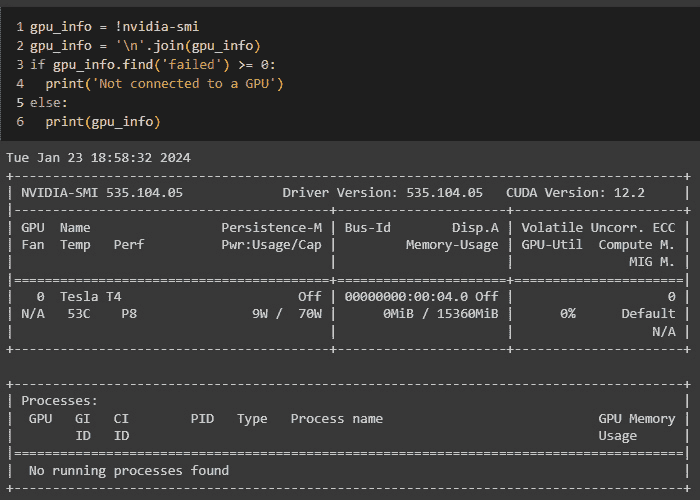 1 gpu_info = !nvidia-smi
2 gpu_info = '\n'.join(gpu_info)
3 if gpu_info.find('failed') >= 0:
4   print('Not connected to a GPU')
5 else:
6   print(gpu_info)
Tue Jan 23 18:58:32 2024
+---------------------------------------------------------------------------------------+
| NVIDIA-SMI 535.104.05             Driver Version: 535.104.05   CUDA Version: 12.2     |
|-----------------------------------------+----------------------+----------------------+
| GPU  Name                 Persistence-M | Bus-Id        Disp.A | Volatile Uncorr. ECC |
| Fan  Temp   Perf          Pwr:Usage/Cap |         Memory-Usage | GPU-Util  Compute M. |
|                                         |                      |               MIG M. |
|=========================================+======================+======================|
|   0  Tesla T4                       Off | 00000000:00:04.0 Off |                    0 |
| N/A   53C    P8               9W /  70W |      0MiB / 15360MiB |      0%      Default |
|                                         |                      |                  N/A |
+-----------------------------------------+----------------------+----------------------+

+---------------------------------------------------------------------------------------+
| Processes:                                                                            |
|  GPU   GI   CI        PID   Type   Process name                            GPU Memory |
|        ID   ID                                                             Usage      |
|=======================================================================================|
|  No running processes found                                                           |
+---------------------------------------------------------------------------------------+